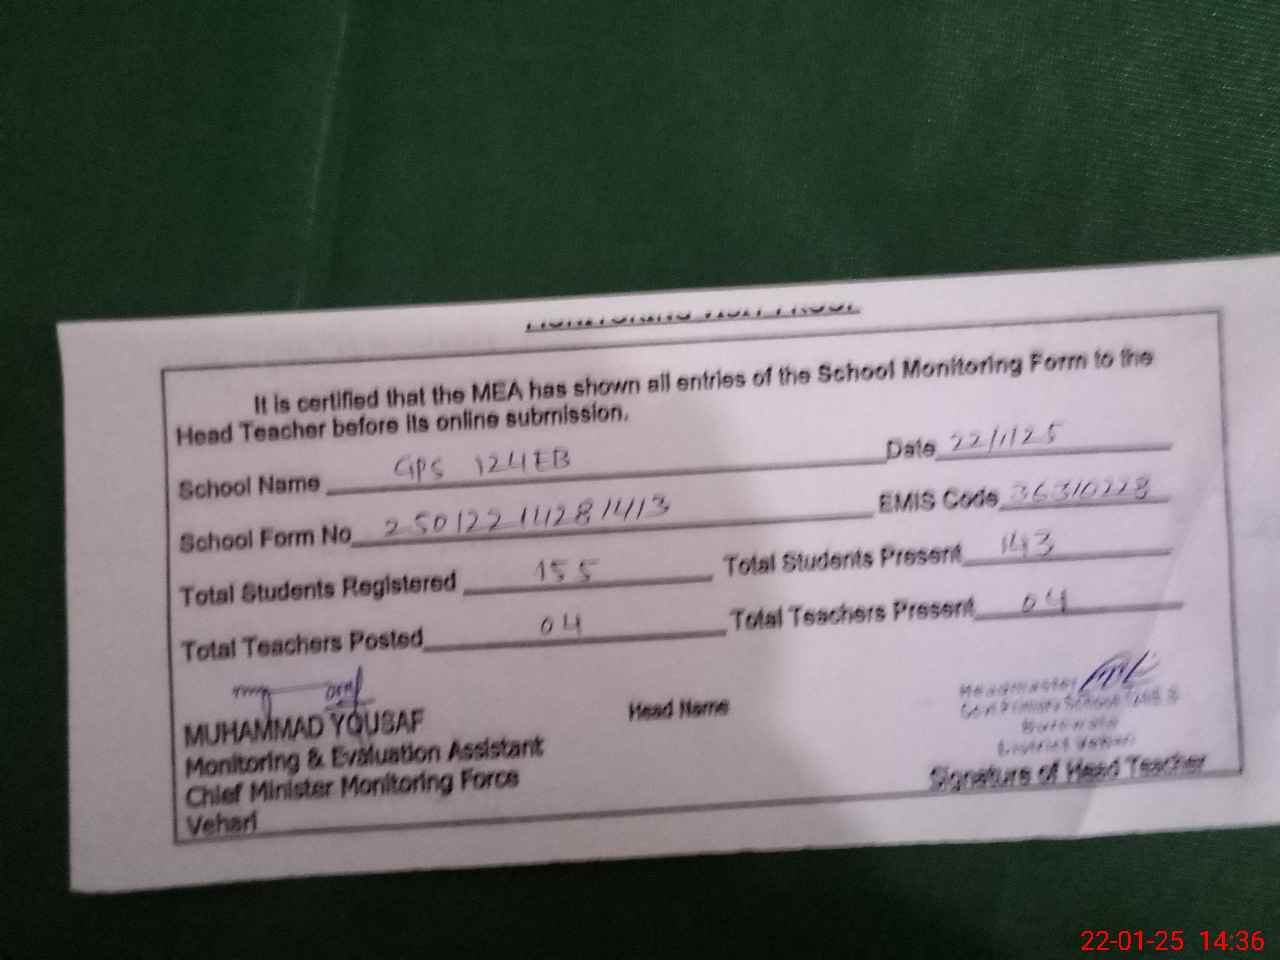 It is certified that the MEA has shown all entries of the School Monitoring Form to the
Head Teacher before its online submission.
School Name GPS 124EB Date 22/1/25
School Form No 250122141281413 EMIS Code 36310228
Total Students Registered 155 Total Students Present 143
Total Teachers Posted 04 Total Teachers Present 04
MUHAMMAD YOUSAF Head Name Headmaster
Monitoring & Evaluation Assistant
Chief Minister Monitoring Force Signature of Head Teacher
Vehari
22-01-25 14:36